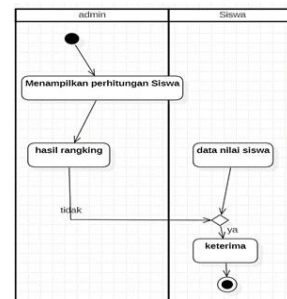 admin
Siswa
Menampilkan perhitungan Siswa
hasil rangking
data nilai siswa
tidak
ya
keterima